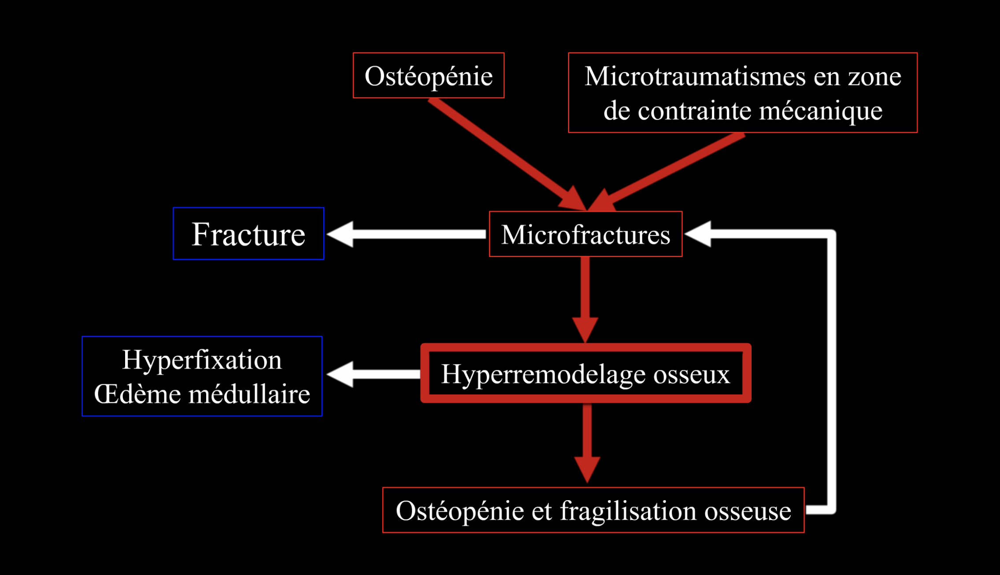 Ostéopénie
Microtraumatismes en zone
de contrainte mécanique
Fracture
Microfractures
Hyperfixation
Œdème médullaire
Hyperremodelage osseux
Ostéopénie et fragilisation osseuse